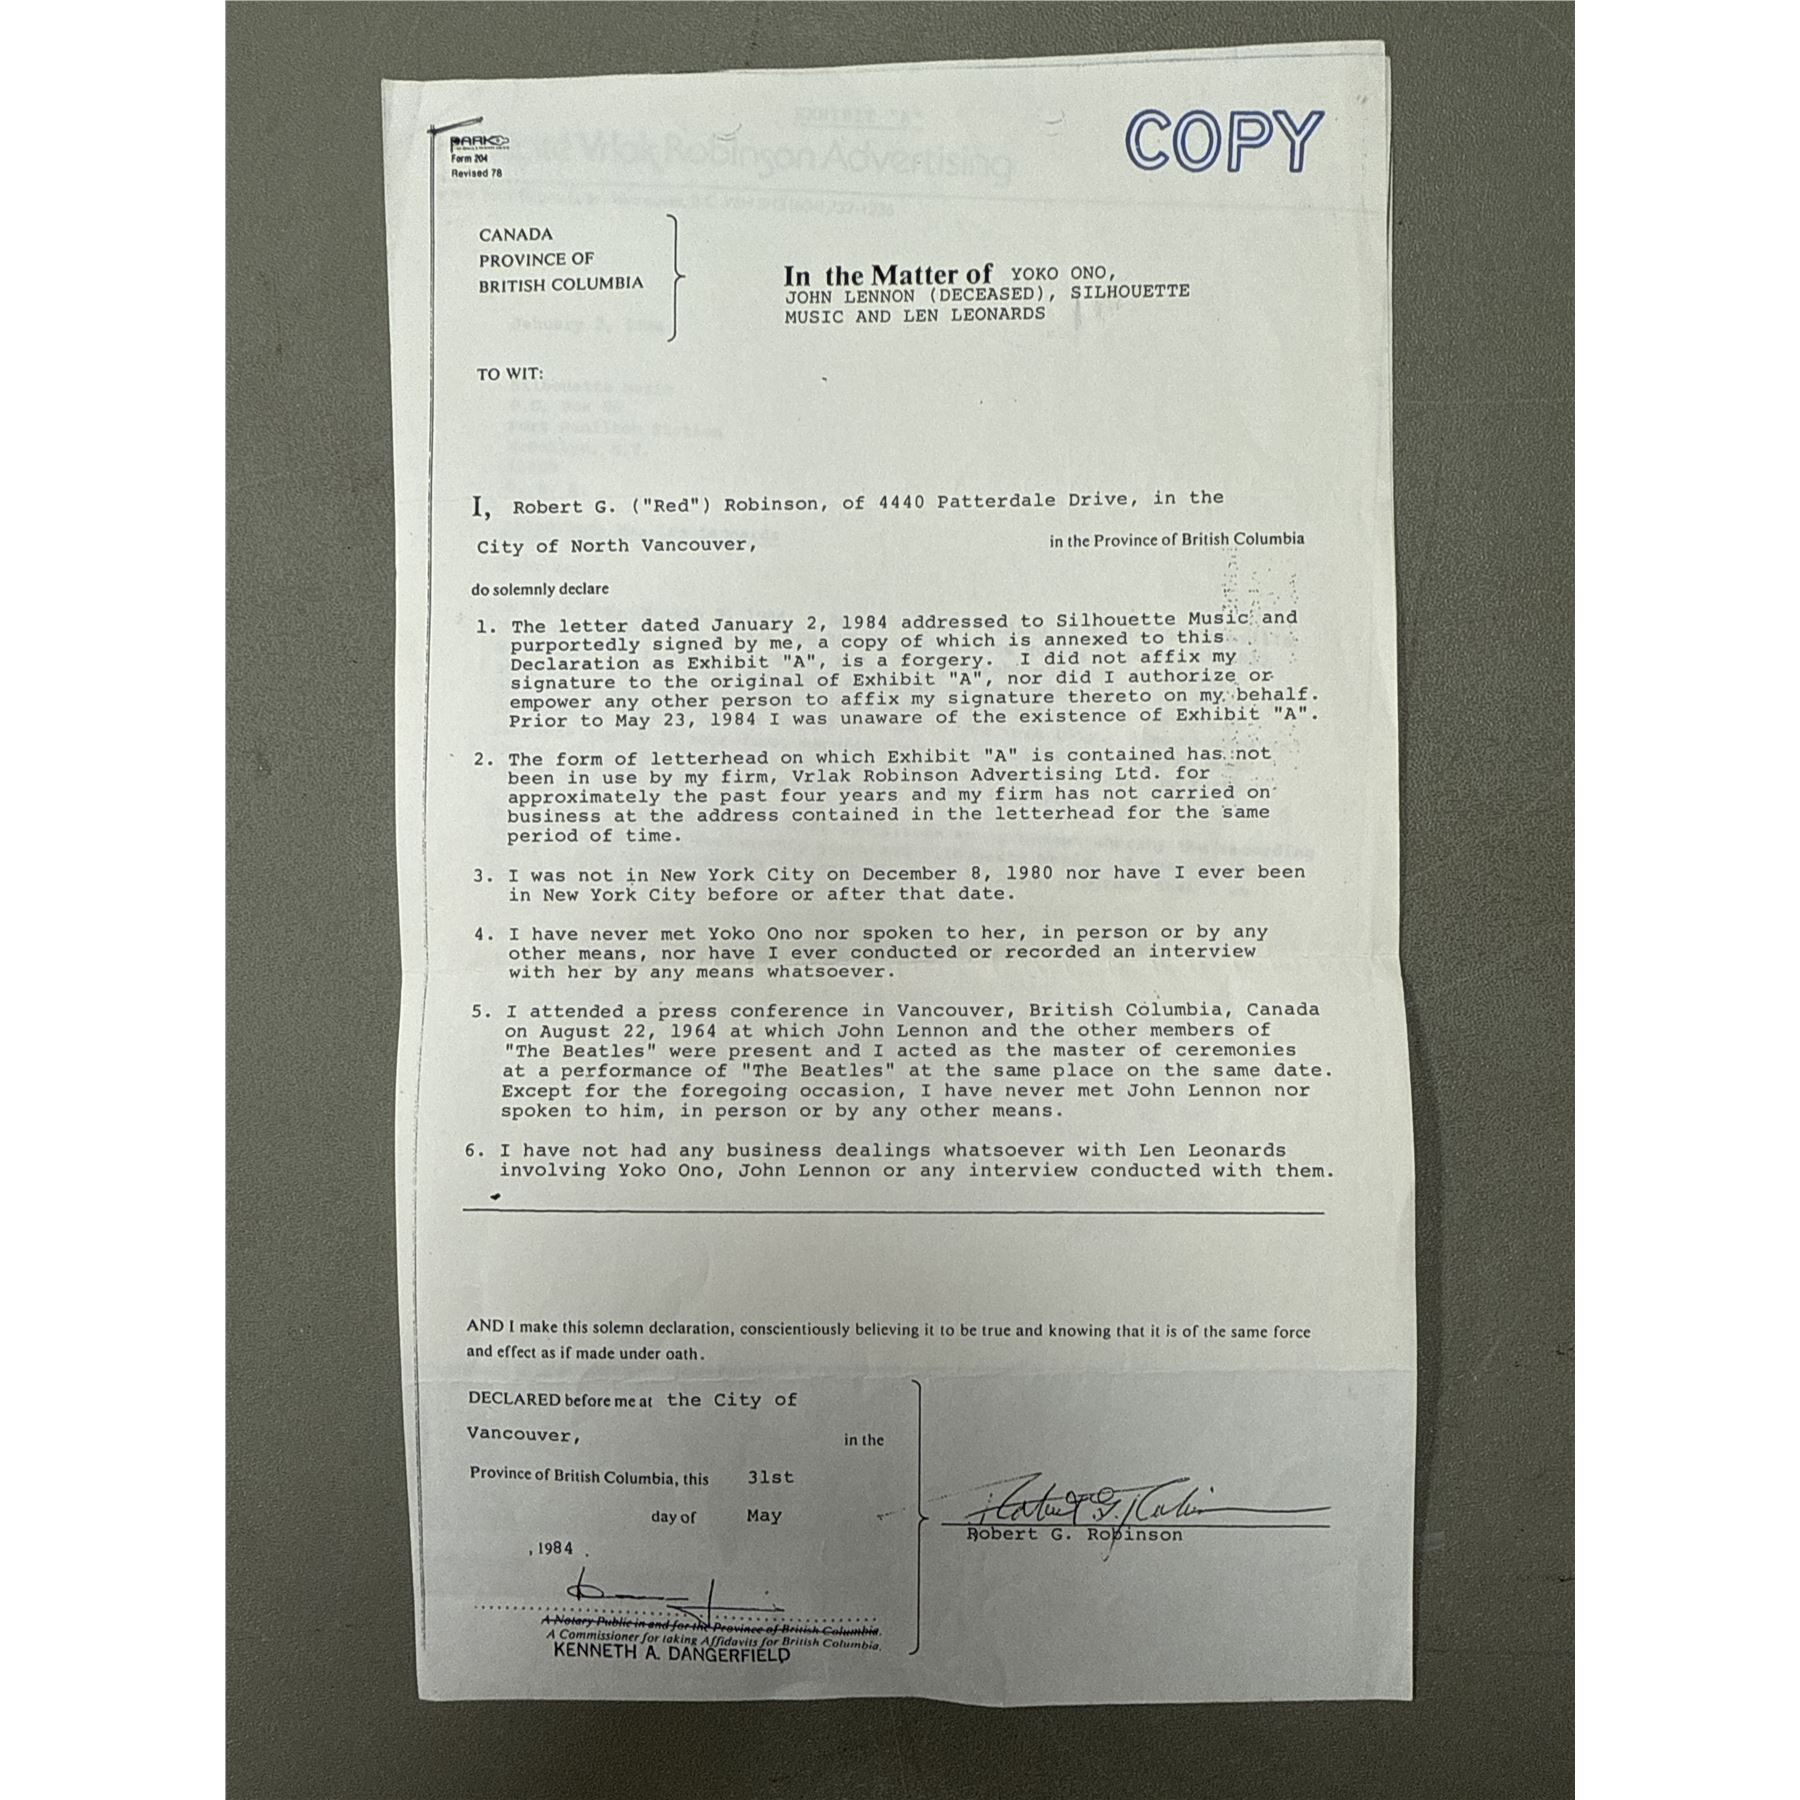 COPY
PARK
Form 204
Revised 78
CANADA
PROVINCE OF
BRITISH COLUMBIA
In the Matter of YOKO ONO,
JOHN LENNON (DECEASED), SILHOUETTE
MUSIC AND LEN LEONARDS
TO WIT:
I, Robert G. ("Red") Robinson, of 4440 Patterdale Drive, in the
City of North Vancouver, in the Province of British Columbia
do solemnly declare
1. The letter dated January 2, 1984 addressed to Silhouette Music and
purportedly signed by me, a copy of which is annexed to this
Declaration as Exhibit "A", is a forgery. I did not affix my
signature to the original of Exhibit "A", nor did I authorize or
empower any other person to affix my signature thereto on my behalf.
Prior to May 23, 1984 I was unaware of the existence of Exhibit "A".
2. The form of letterhead on which Exhibit "A" is contained has not
been in use by my firm, Vrlak Robinson Advertising Ltd. for
approximately the past four years and my firm has not carried on
business at the address contained in the letterhead for the same
period of time.
3. I was not in New York City on December 8, 1980 nor have I ever been
in New York City before or after that date.
4. I have never met Yoko Ono nor spoken to her, in person or by any
other means, nor have I ever conducted or recorded an interview
with her by any means whatsoever.
5. I attended a press conference in Vancouver, British Columbia, Canada
on August 22, 1964 at which John Lennon and the other members of
"The Beatles" were present and I acted as the master of ceremonies
at a performance of "The Beatles" at the same place on the same date.
Except for the foregoing occasion, I have never met John Lennon nor
spoken to him, in person or by any other means.
6. I have not had any business dealings whatsoever with Len Leonards
involving Yoko Ono, John Lennon or any interview conducted with them.
AND I make this solemn declaration, conscientiously believing it to be true and knowing that it is of the same force
and effect as if made under oath.
DECLARED before me at the City of
Vancouver, in the
Province of British Columbia, this 31st
day of May
, 1984 .
Robert G. Robinson
A Notary Public in and for the Province of British Columbia.
A Commissioner for taking Affidavits for British Columbia.
KENNETH A. DANGERFIELD